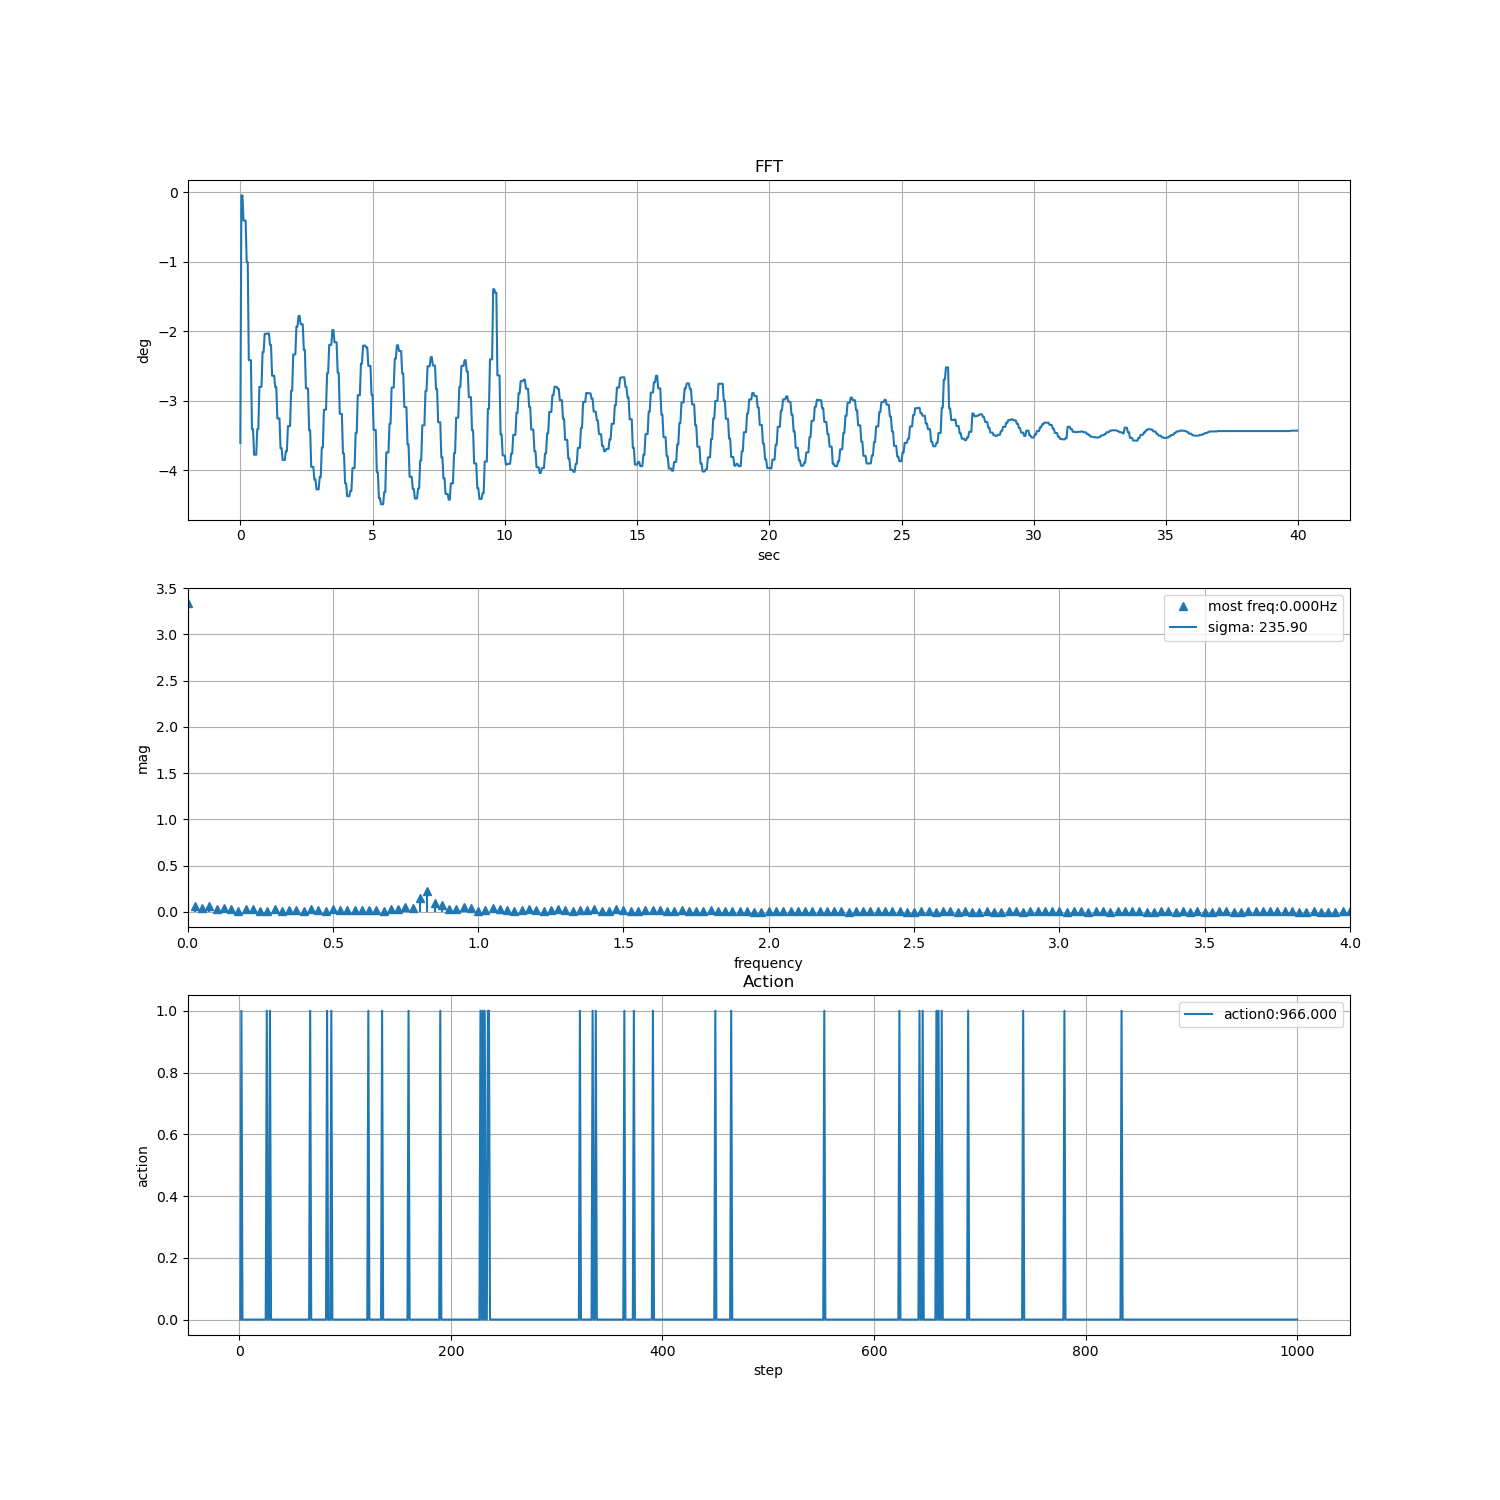 FFT
0
−1
−2
−3
−4
deg
0 5 10 15 20 25 30 35 40
sec
3.5
3.0
2.5
2.0
1.5
1.0
0.5
0.0
mag
most freq:0.000Hz
sigma: 235.90
0.0 0.5 1.0 1.5 2.0 2.5 3.0 3.5 4.0
frequency
Action
1.0
0.8
0.6
0.4
0.2
0.0
action
action0:966.000
0 200 400 600 800 1000
step